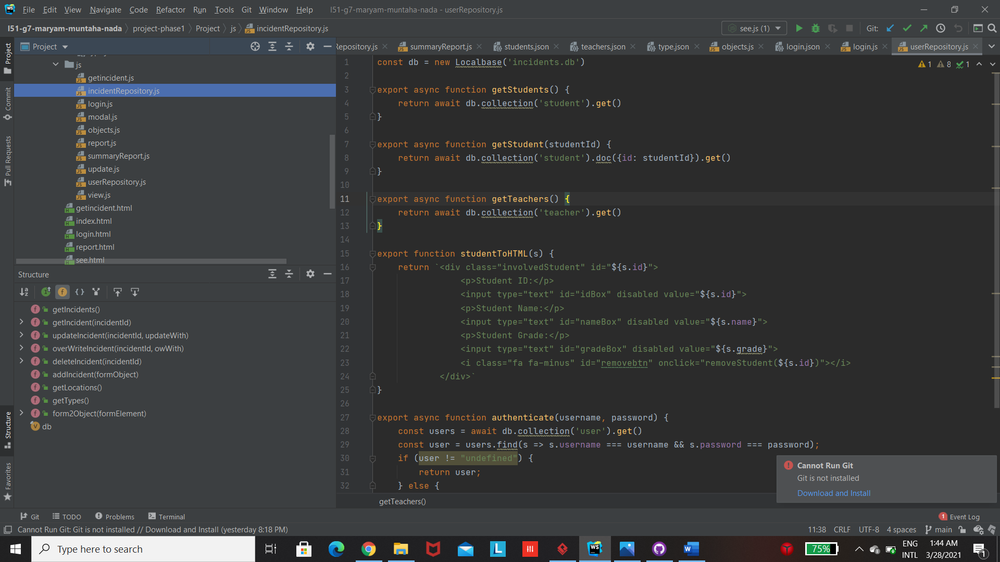 File Edit View Navigate Code Refactor Run Tools Git Window Help l51-g7-maryam-muntaha-nada - userRepository.js
l51-g7-maryam-muntaha-nada project-phase1 Project js incidentRepository.js see.js (1) Git:
Project
Repository.js summaryReport.js students.json teachers.json type.json objects.js login.json login.js userRepository.js
js
getincident.js
incidentRepository.js
login.js
modal.js
objects.js
report.js
summaryReport.js
update.js
userRepository.js
view.js
getincident.html
index.html
login.html
report.html
see.html
Structure
getIncidents()
getIncident(incidentId)
updateIncident(incidentId, updateWith)
overWriteIncident(incidentId, owWith)
deleteIncident(incidentId)
addIncident(formObject)
getLocations()
getTypes()
form2Object(formElement)
db
Project
Commit
Pull Requests
Structure
Favorites
1 8 1
1 const db = new Localbase('incidents.db')
2
3 export async function getStudents() {
4 return await db.collection('student').get()
5 }
6
7 export async function getStudent(studentId) {
8 return await db.collection('student').doc({id: studentId}).get()
9 }
10
11 export async function getTeachers() {
12 return await db.collection('teacher').get()
13 }
14
15 export function studentToHTML(s) {
16 return `<div class="involvedStudent" id="${s.id}">
17 <p>Student ID:</p>
18 <input type="text" id="idBox" disabled value="${s.id}">
19 <p>Student Name:</p>
20 <input type="text" id="nameBox" disabled value="${s.name}">
21 <p>Student Grade:</p>
22 <input type="text" id="gradeBox" disabled value="${s.grade}">
23 <i class="fa fa-minus" id="removebtn" onclick="removeStudent(${s.id})"></i>
24 </div>`
25 }
26
27 export async function authenticate(username, password) {
28 const users = await db.collection('user').get()
29 const user = users.find(s => s.username === username && s.password === password);
30 if (user != "undefined") {
31 return user;
32 } else {
getTeachers()
Cannot Run Git
Git is not installed
Download and Install
Git TODO Problems Terminal 1 Event Log
Cannot Run Git: Git is not installed // Download and Install (yesterday 8:18 PM) 11:38 CRLF UTF-8 4 spaces main
Type here to search
75%
ENG
INTL
1:44 AM
3/28/2021
1